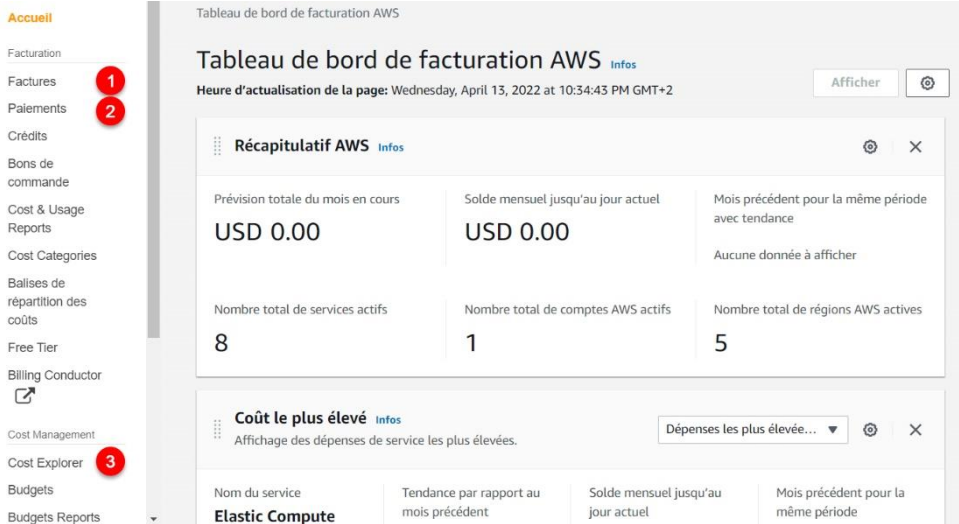 Accueil
Facturation
Factures 1
Paiements 2
Crédits
Bons de
commande
Cost & Usage
Reports
Cost Categories
Balises de
répartition des
coûts
Free Tier
Billing Conductor
Cost Management
Cost Explorer 3
Budgets
Budgets Reports
Tableau de bord de facturation AWS
Tableau de bord de facturation AWS Infos
Heure d'actualisation de la page: Wednesday, April 13, 2022 at 10:34:43 PM GMT+2
Afficher
Récapitulatif AWS Infos
Prévision totale du mois en cours
USD 0.00
Solde mensuel jusqu'au jour actuel
USD 0.00
Mois précédent pour la même période
avec tendance
Aucune donnée à afficher
Nombre total de services actifs
8
Nombre total de comptes AWS actifs
1
Nombre total de régions AWS actives
5
Coût le plus élevé Infos
Affichage des dépenses de service les plus élevées.
Dépenses les plus élevée...
Nom du service
Elastic Compute
Tendance par rapport au
mois précédent
Solde mensuel jusqu'au
jour actuel
Mois précédent pour la
même période